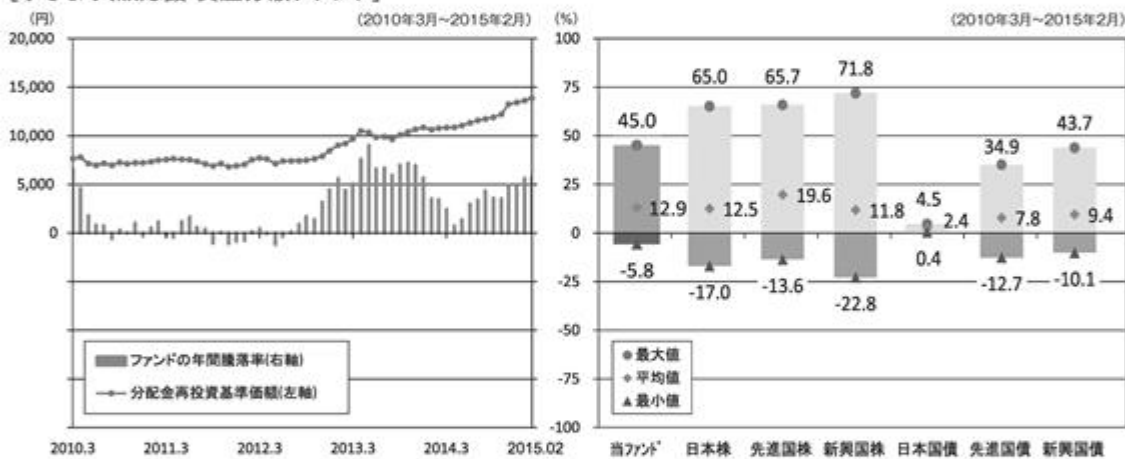 (円)
(2010年3月~2015年2月)
20,000
15,000
10,000
5,000
0
ファンドの年間騰落率(右軸)
分配金再投資基準価額(左軸)
2010.3 2011.3 2012.3 2013.3 2014.3 2015.02
(%)
(2010年3月~2015年2月)
100
75
50
25
0
-25
-50
-75
-100
45.0 65.0 65.7 71.8 4.5 34.9 43.7
12.9 12.5 19.6 11.8 2.4 7.8 9.4
-5.8 -17.0 -13.6 -22.8 0.4 -12.7 -10.1
最大値
平均値
最小値
当ファンド 日本株 先進国株 新興国株 日本国債 先進国債 新興国債